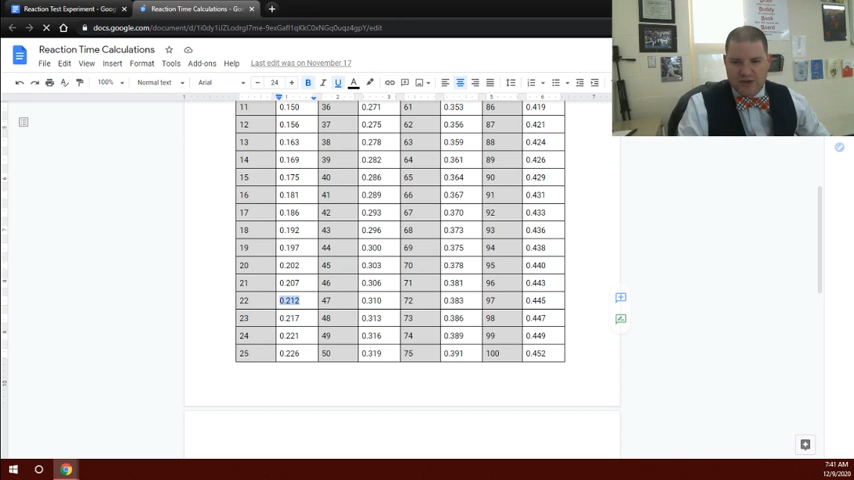 Reaction Test Experiment - Goog
Reaction Time Calculations - Go
docs.google.com/document/d/
/edit
Reaction Time Calculations
File Edit View Insert Format Tools Add-ons Help Last edit was on November 17
100% Normal text Arial 24 B I U A
11 0.150 36 0.271 61 0.353 86 0.419
12 0.156 37 0.275 62 0.356 87 0.421
13 0.163 38 0.278 63 0.359 88 0.424
14 0.169 39 0.282 64 0.361 89 0.426
15 0.175 40 0.286 65 0.364 90 0.429
16 0.181 41 0.289 66 0.367 91 0.431
17 0.186 42 0.293 67 0.370 92 0.433
18 0.192 43 0.296 68 0.373 93 0.436
19 0.197 44 0.300 69 0.375 94 0.438
20 0.202 45 0.303 70 0.378 95 0.440
21 0.207 46 0.306 71 0.381 96 0.443
22 0.212 47 0.310 72 0.383 97 0.445
23 0.217 48 0.313 73 0.386 98 0.447
24 0.221 49 0.316 74 0.389 99 0.449
25 0.226 50 0.319 75 0.391 100 0.452
7:41 AM
12/9/2020